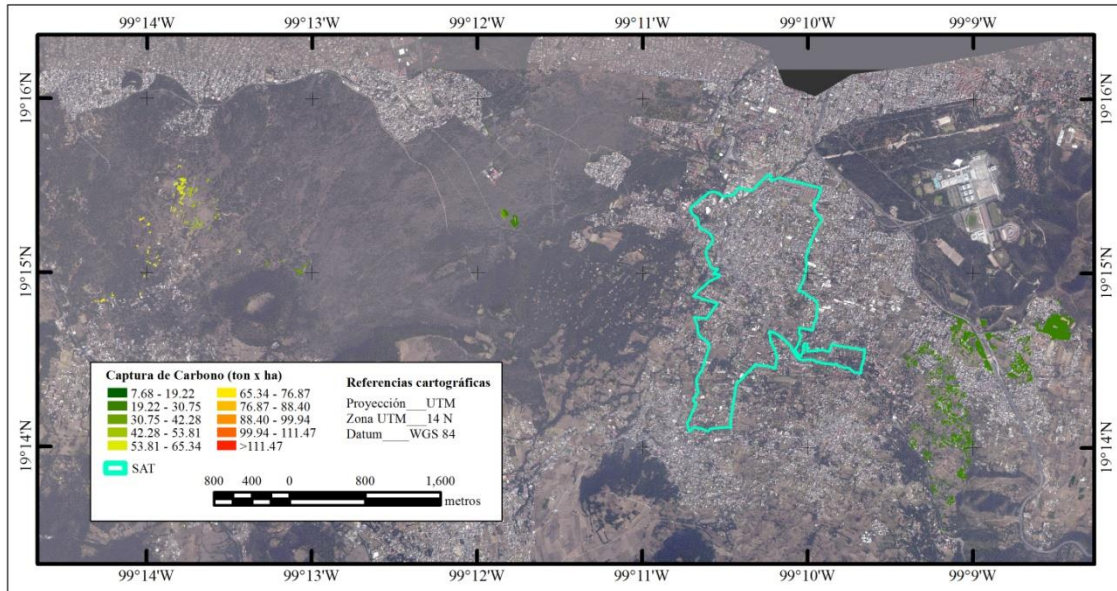 99°14'W 99°13'W 99°12'W 99°11'W 99°10'W 99°9'W
19°16'N 19°16'N
19°15'N 19°15'N
19°14'N 19°14'N
Captura de Carbono (ton x ha)
7.68 - 19.22
19.22 - 30.75
30.75 - 42.28
42.28 - 53.81
53.81 - 65.34
65.34 - 76.87
76.87 - 88.40
88.40 - 99.94
99.94 - 111.47
>111.47
SAT
Referencias cartográficas
Proyección___UTM
Zona UTM___14 N
Datum____WGS 84
800 400 0 800 1,600
metros
99°14'W 99°13'W 99°12'W 99°11'W 99°10'W 99°9'W